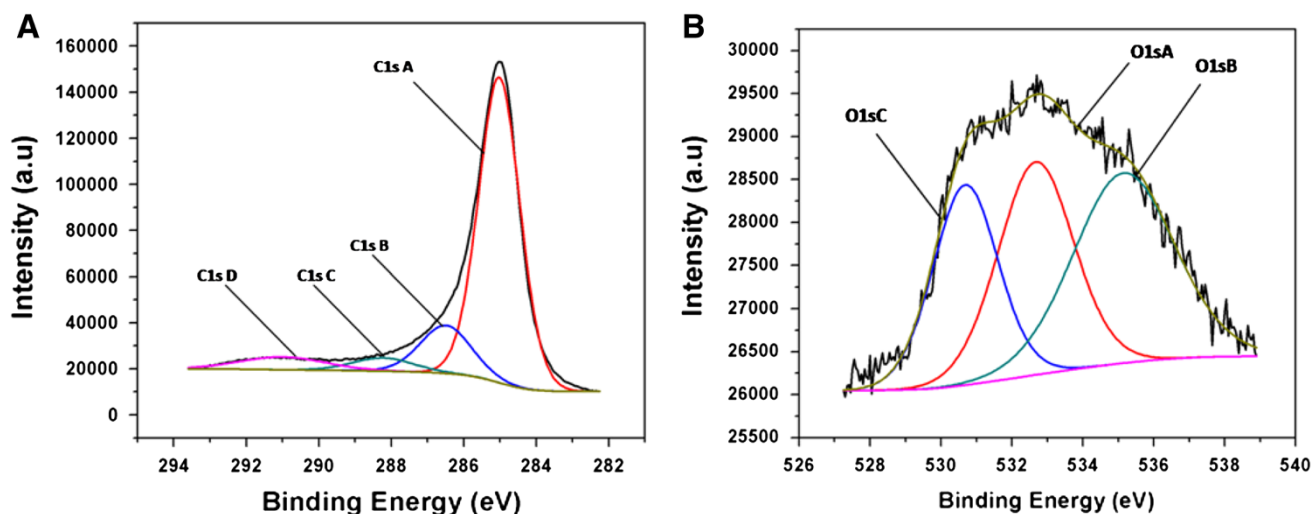 A
160000
140000
120000
100000
80000
60000
40000
20000
0
Intensity (a.u)
C1s A
C1s B
C1s C
C1s D
294 292 290 288 286 284 282
Binding Energy (eV)
B
30000
29500
29000
28500
28000
27500
27000
26500
26000
25500
Intensity (a.u)
O1sA
O1sB
O1sC
526 528 530 532 534 536 538 540
Binding Energy (eV)